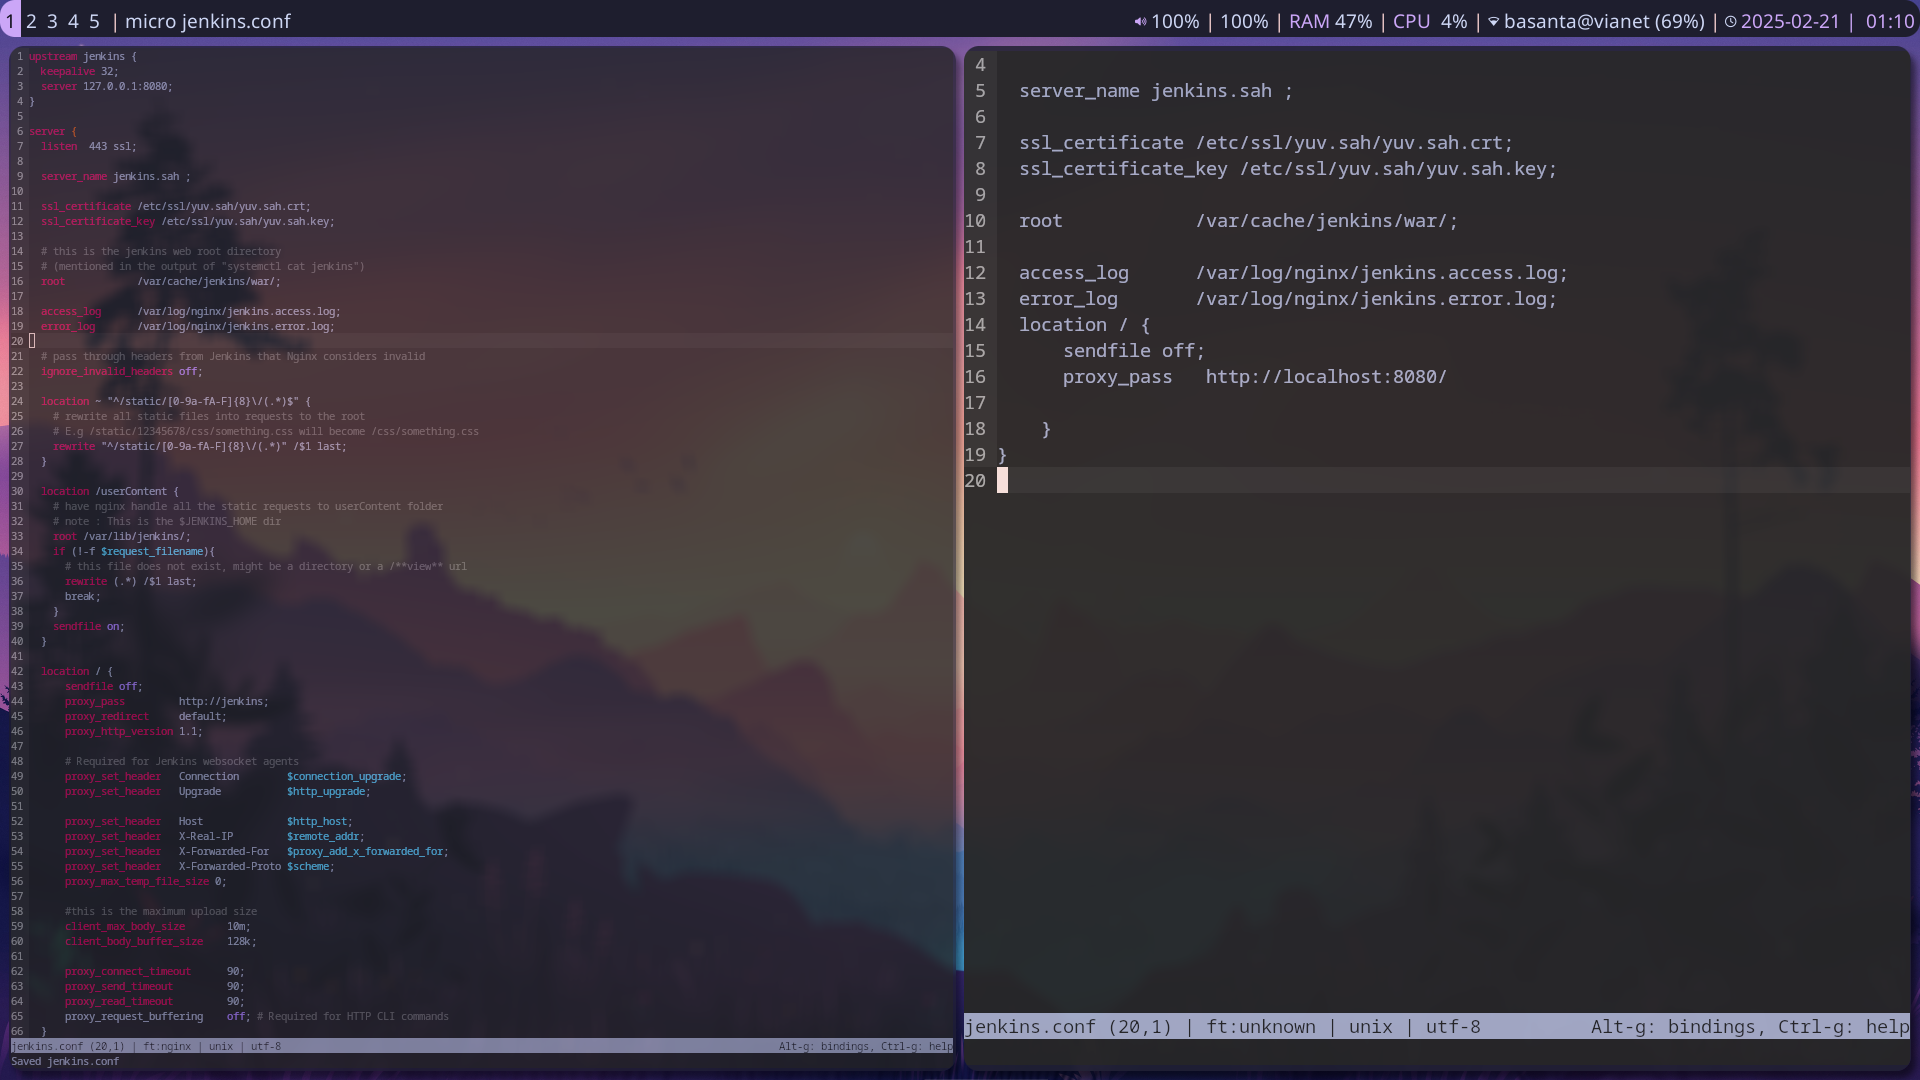 1 2 3 4 5 | micro jenkins.conf
100% | 100% | RAM 47% | CPU 4% | basanta@vianet (69%) | 2025-02-21 | 01:10
1 upstream jenkins {
2 keepalive 32;
3 server 127.0.0.1:8080;
4 }
5
6 server {
7 listen 443 ssl;
8
9 server_name jenkins.sah ;
10
11 ssl_certificate /etc/ssl/yuv.sah/yuv.sah.crt;
12 ssl_certificate_key /etc/ssl/yuv.sah/yuv.sah.key;
13
14 # this is the jenkins web root directory
15 # (mentioned in the output of "systemctl cat jenkins")
16 root /var/cache/jenkins/war/;
17
18 access_log /var/log/nginx/jenkins.access.log;
19 error_log /var/log/nginx/jenkins.error.log;
20
21 # pass through headers from Jenkins that Nginx considers invalid
22 ignore_invalid_headers off;
23
24 location ~ "^/static/[0-9a-fA-F]{8}\/(.*)$" {
25 # rewrite all static files into requests to the root
26 # E.g /static/12345678/css/something.css will become /css/something.css
27 rewrite "^/static/[0-9a-fA-F]{8}\/(.*)" /$1 last;
28 }
29
30 location /userContent {
31 # have nginx handle all the static requests to userContent folder
32 # note : This is the $JENKINS_HOME dir
33 root /var/lib/jenkins/;
34 if (!-f $request_filename){
35 # this file does not exist, might be a directory or a /**view** url
36 rewrite (.*) /$1 last;
37 break;
38 }
39 sendfile on;
40 }
41
42 location / {
43 sendfile off;
44 proxy_pass http://jenkins;
45 proxy_redirect default;
46 proxy_http_version 1.1;
47
48 # Required for Jenkins websocket agents
49 proxy_set_header Connection $connection_upgrade;
50 proxy_set_header Upgrade $http_upgrade;
51
52 proxy_set_header Host $http_host;
53 proxy_set_header X-Real-IP $remote_addr;
54 proxy_set_header X-Forwarded-For $proxy_add_x_forwarded_for;
55 proxy_set_header X-Forwarded-Proto $scheme;
56 proxy_max_temp_file_size 0;
57
58 #this is the maximum upload size
59 client_max_body_size 10m;
60 client_body_buffer_size 128k;
61
62 proxy_connect_timeout 90;
63 proxy_send_timeout 90;
64 proxy_read_timeout 90;
65 proxy_request_buffering off; # Required for HTTP CLI commands
66 }
jenkins.conf (20,1) | ft:nginx | unix | utf-8 Alt-g: bindings, Ctrl-g: help
Saved jenkins.conf
4
5 server_name jenkins.sah ;
6
7 ssl_certificate /etc/ssl/yuv.sah/yuv.sah.crt;
8 ssl_certificate_key /etc/ssl/yuv.sah/yuv.sah.key;
9
10 root /var/cache/jenkins/war/;
11
12 access_log /var/log/nginx/jenkins.access.log;
13 error_log /var/log/nginx/jenkins.error.log;
14 location / {
15 sendfile off;
16 proxy_pass http://localhost:8080/
17
18 }
19 }
20
jenkins.conf (20,1) | ft:unknown | unix | utf-8 Alt-g: bindings, Ctrl-g: help